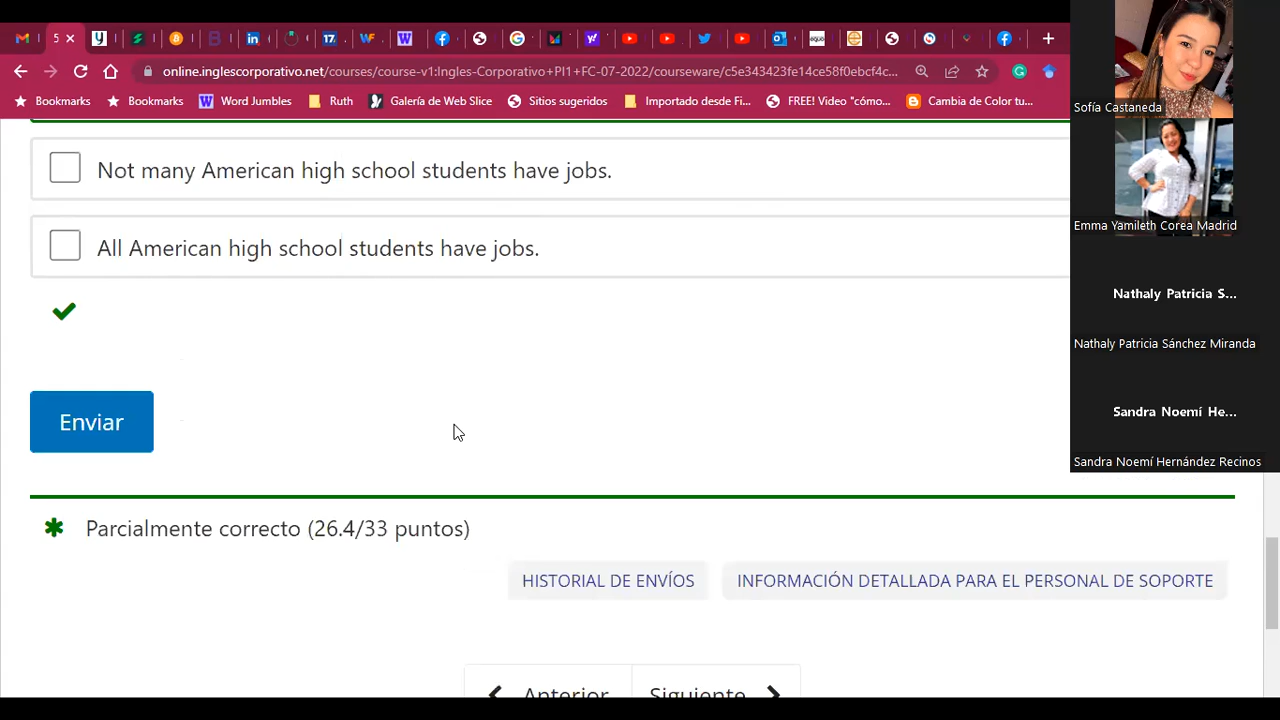 5
17
online.inglescorporativo.net/courses/course-v1:Ingles-Corporativo+PI1+FC-07-2022/courseware/c5e343423fe14ce58f0ebcf4c...
Bookmarks
Bookmarks
Word Jumbles
Ruth
Galería de Web Slice
Sitios sugeridos
Importado desde Fi...
FREE! Video "cómo...
Cambia de Color tu...
Not many American high school students have jobs.
All American high school students have jobs.
Enviar
Parcialmente correcto (26.4/33 puntos)
HISTORIAL DE ENVÍOS
INFORMACIÓN DETALLADA PARA EL PERSONAL DE SOPORTE
Anterior
Siguiente
Sofía Castaneda
Emma Yamileth Corea Madrid
Nathaly Patricia S...
Nathaly Patricia Sánchez Miranda
Sandra Noemí He...
Sandra Noemí Hernández Recinos